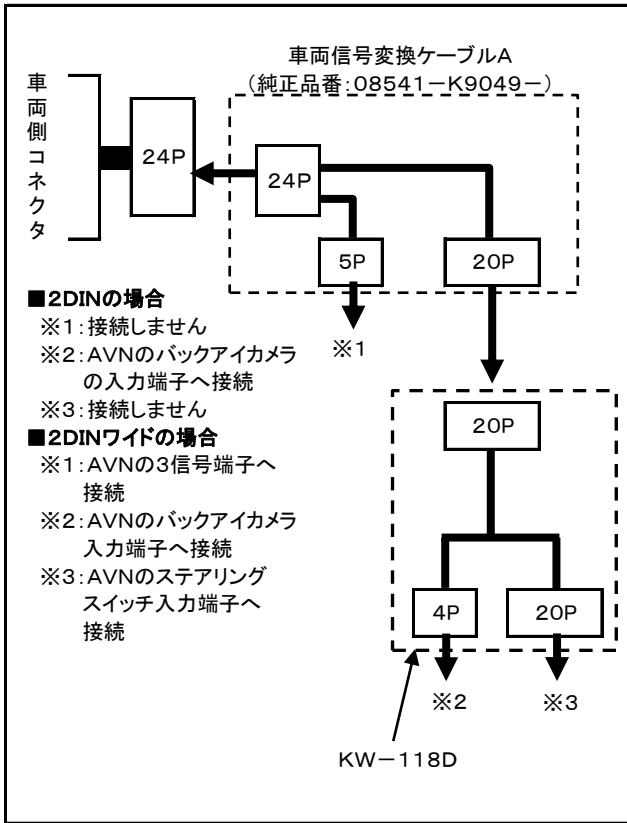 車両信号変換ケーブルA
(純正品番:08541-K9049-)
車両側コネクタ
24P
24P
5P
20P
■2DINの場合
※1:接続しません
※2:AVNのバックアイカメラ
の入力端子へ接続
※3:接続しません
■2DINワイドの場合
※1:AVNの3信号端子へ
接続
※2:AVNのバックアイカメラ
入力端子へ接続
※3:AVNのステアリング
スイッチ入力端子へ
接続
※1
20P
4P
20P
※2
※3
KW-118D